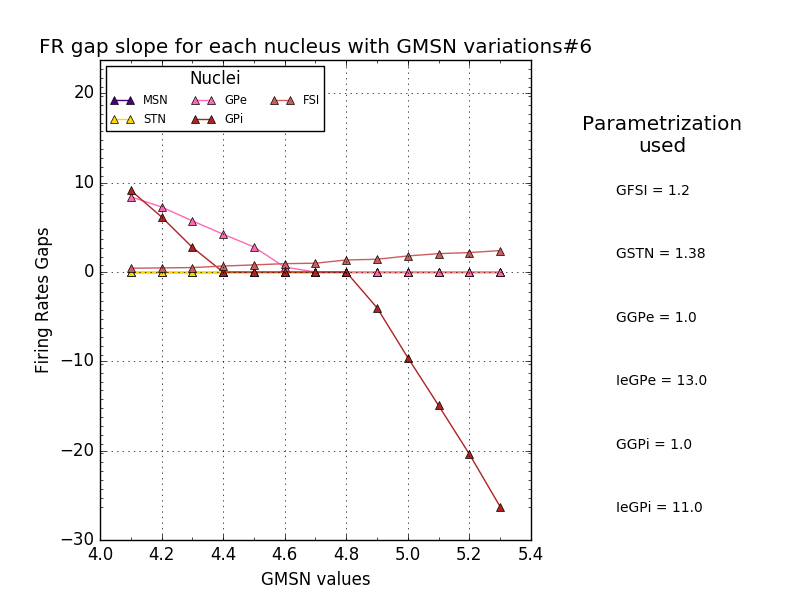 FR gap slope for each nucleus with GMSN variations#6
Nuclei
MSN GPe FSI
STN GPi
Firing Rates Gaps
20
10
0
−10
−20
−30
4.0 4.2 4.4 4.6 4.8 5.0 5.2 5.4
GMSN values
Parametrization
used
GFSI = 1.2
GSTN = 1.38
GGPe = 1.0
IeGPe = 13.0
GGPi = 1.0
IeGPi = 11.0